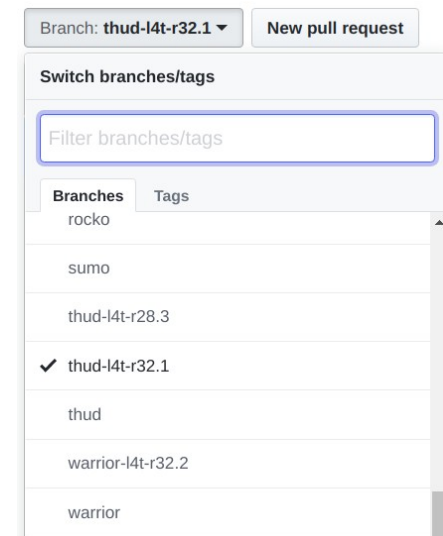 Branch: thud-l4t-r32.1 New pull request
Switch branches/tags
Filter branches/tags
Branches Tags
rocko
sumo
thud-l4t-r28.3
thud-l4t-r32.1
thud
warrior-l4t-r32.2
warrior